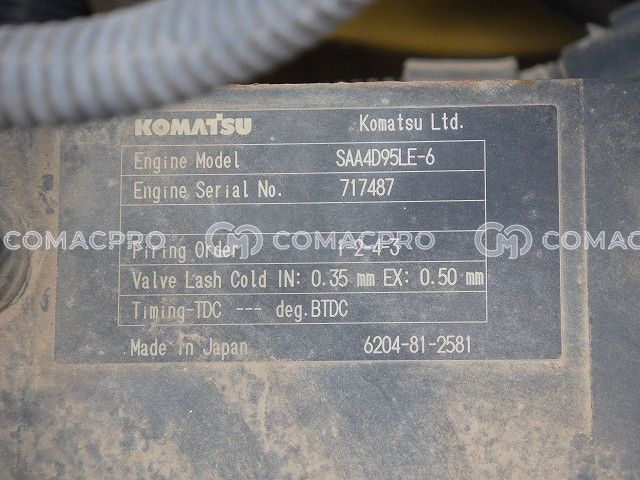 KOMATSU Komatsu Ltd.
Engine Model SAA4D95LE-6
Engine Serial No. 717487
COMACPRO COMACPRO COMACPRO
Firing Order 1-2-4-3
Valve Lash Cold IN: 0.35 mm EX: 0.50 mm
Timing-TDC --- deg.BTDC
Made in Japan 6204-81-2581